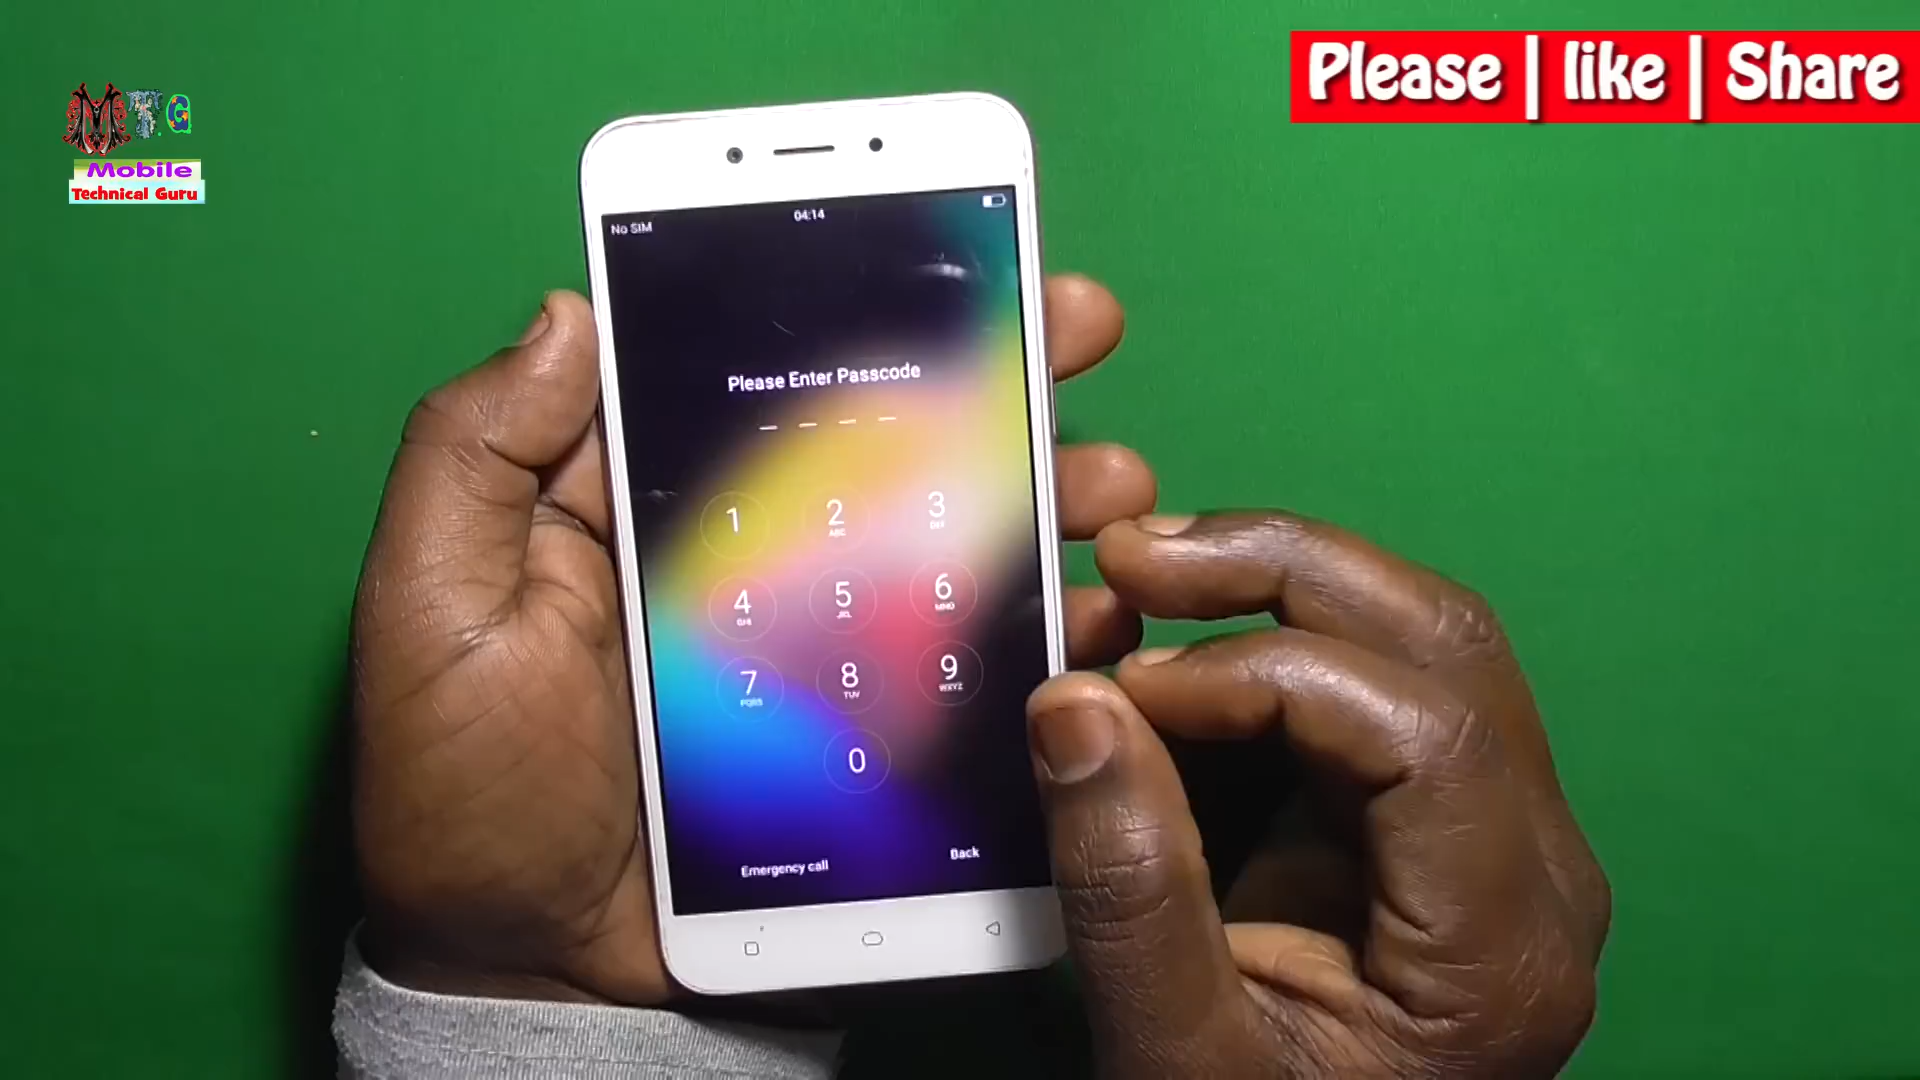 Please | like | Share
MTG
Mobile
Technical Guru
No SIM
04:14
Please Enter Passcode
1
2
ABC
3
DEF
4
GHI
5
JKL
6
MNO
7
PQRS
8
TUV
9
WXYZ
0
Emergency call
Back